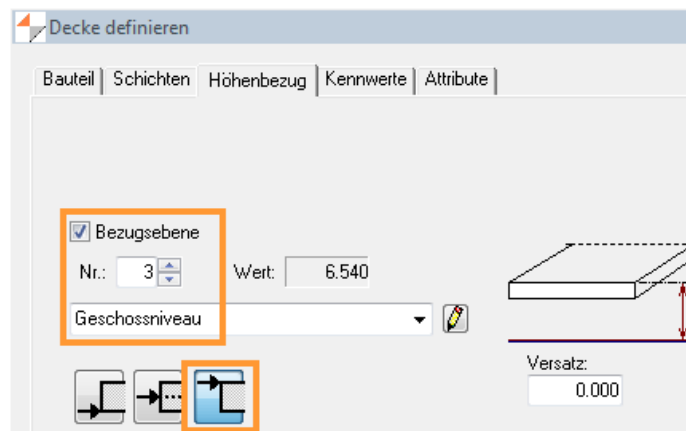 Decke definieren
Bauteil Schichten Höhenbezug Kennwerte Attribute
Bezugsebene
Nr.: 3 Wert: 6.540
Geschossniveau
Versatz:
0.000